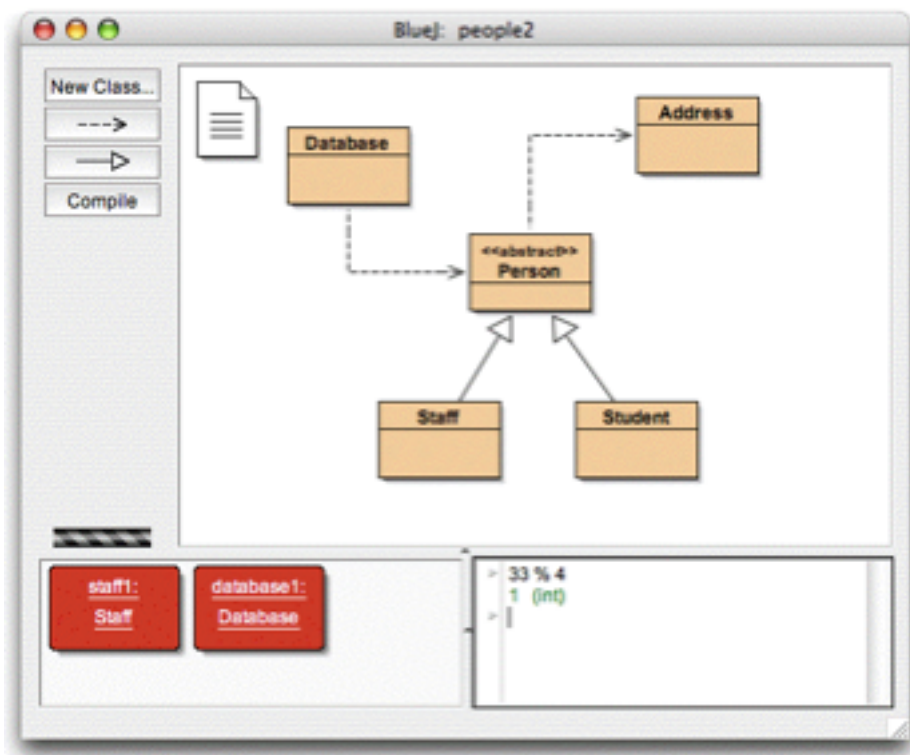 BlueJ: people2
New Class...
Compile
Database
Address
<<abstract>>
Person
Staff
Student
staff1:
Staff
database1:
Database
> 33 % 4
1 (int)
>